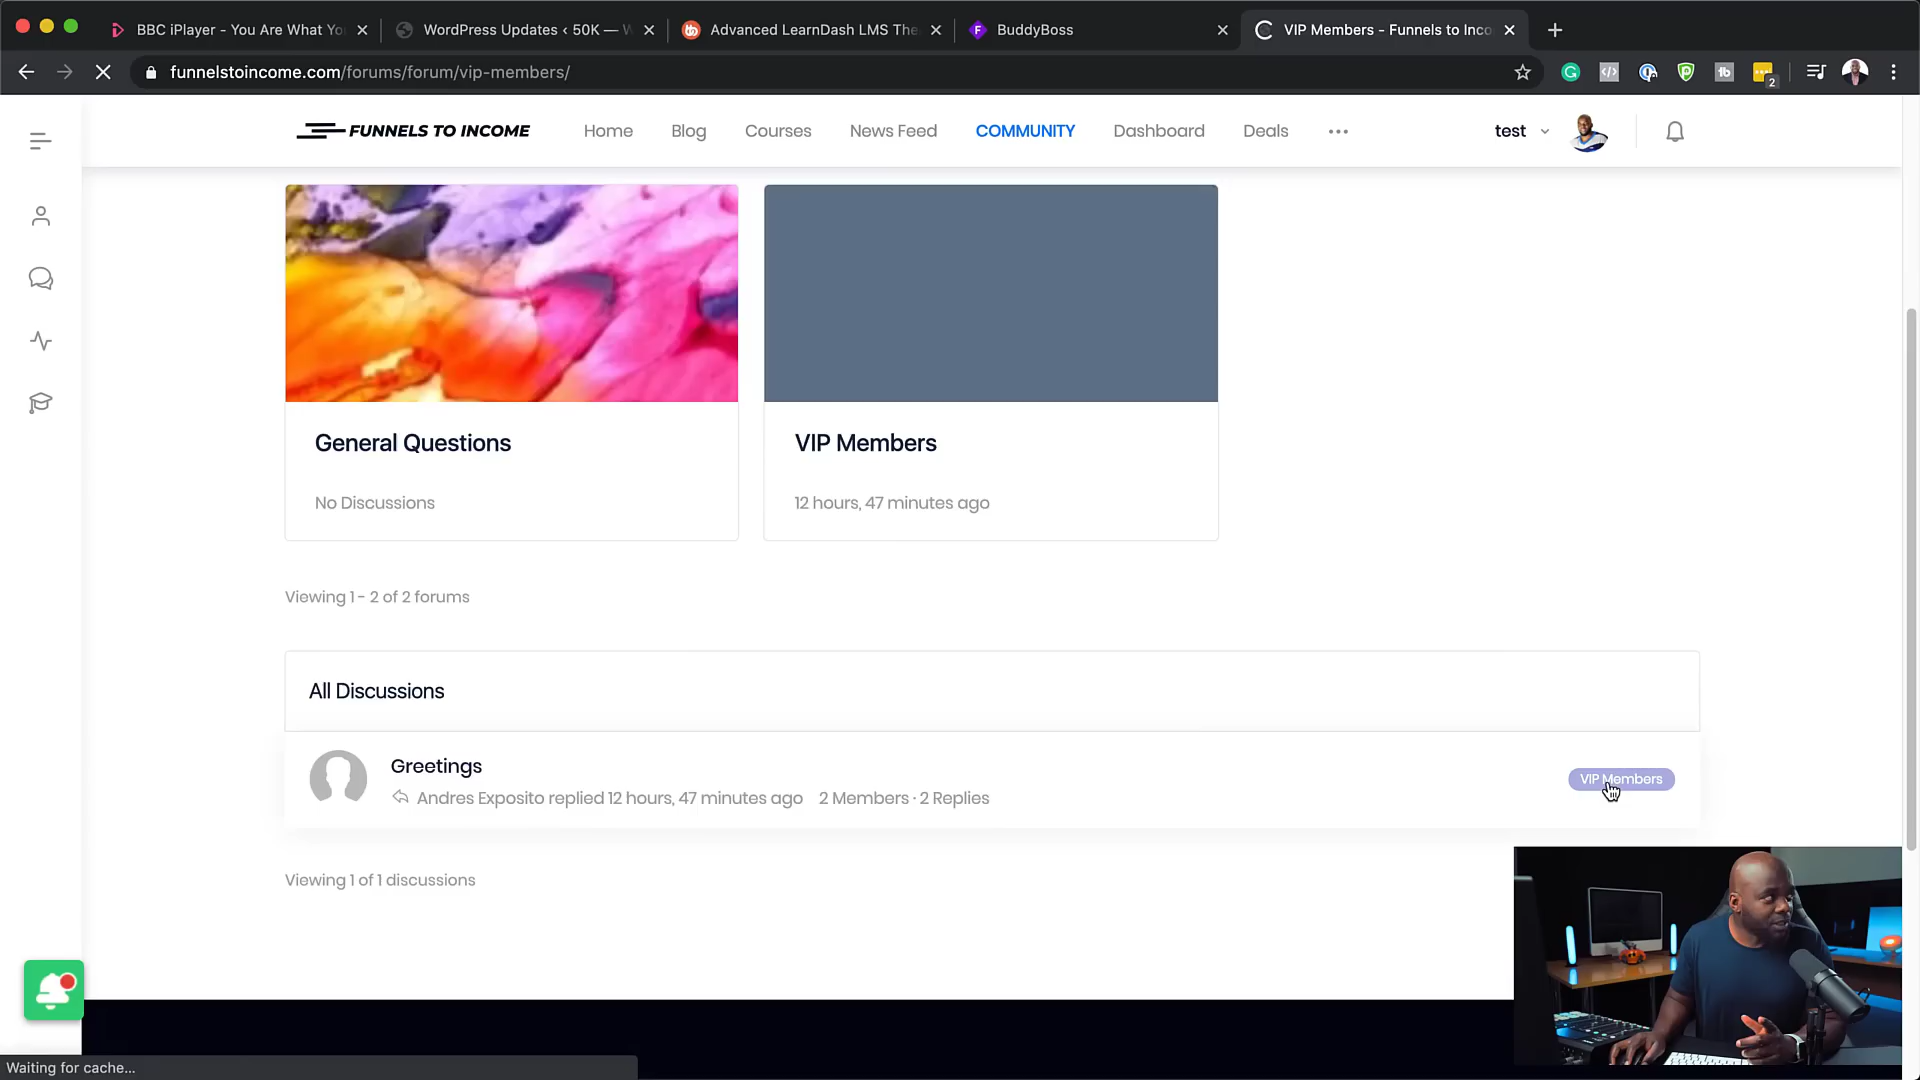 BBC iPlayer - You Are What Yo
WordPress Updates ‹ 50K — W
Advanced LearnDash LMS The
BuddyBoss
VIP Members - Funnels to Inco
funnelstoincome.com/forums/forum/vip-members/
2
FUNNELS TO INCOME
Home
Blog
Courses
News Feed
COMMUNITY
Dashboard
Deals
test
General Questions
No Discussions
VIP Members
12 hours, 47 minutes ago
Viewing 1 - 2 of 2 forums
All Discussions
Greetings
Andres Exposito replied 12 hours, 47 minutes ago 2 Members · 2 Replies
VIP Members
Viewing 1 of 1 discussions
Waiting for cache...